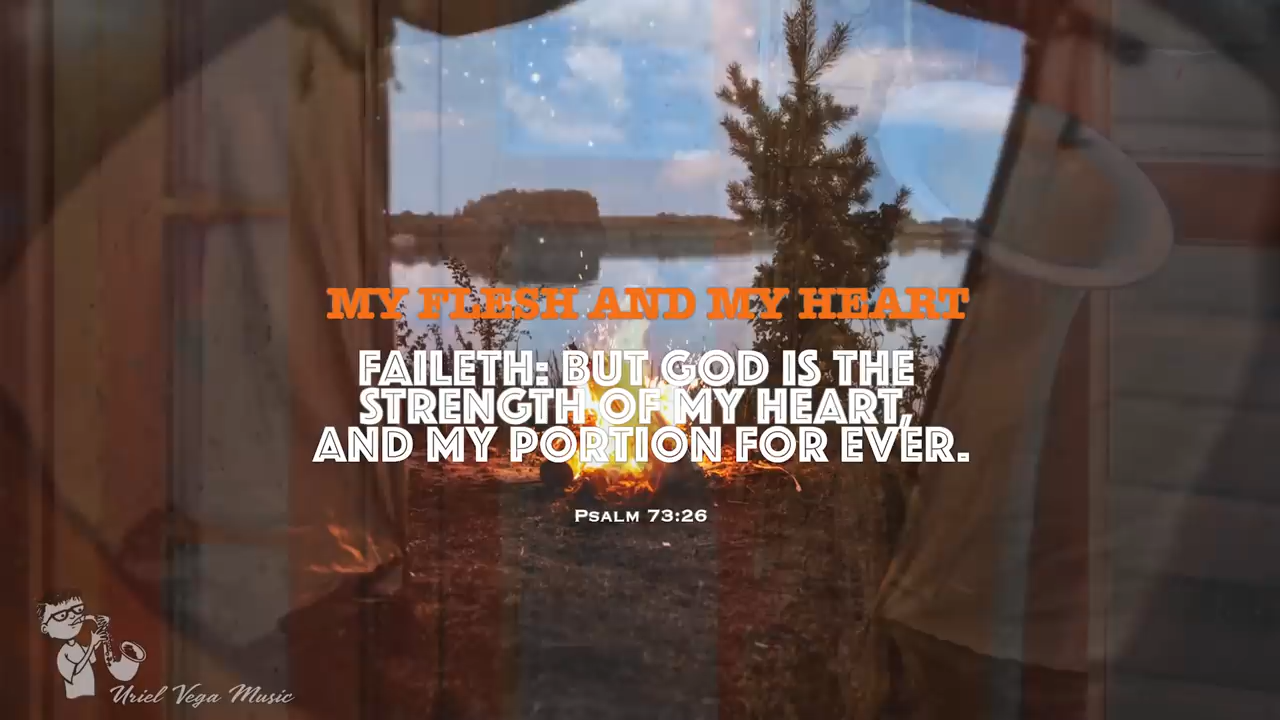 MY FLESH AND MY HEART
FAILETH: BUT GOD IS THE
STRENGTH OF MY HEART,
AND MY PORTION FOR EVER.
PSALM 73:26
Uriel Vega Music